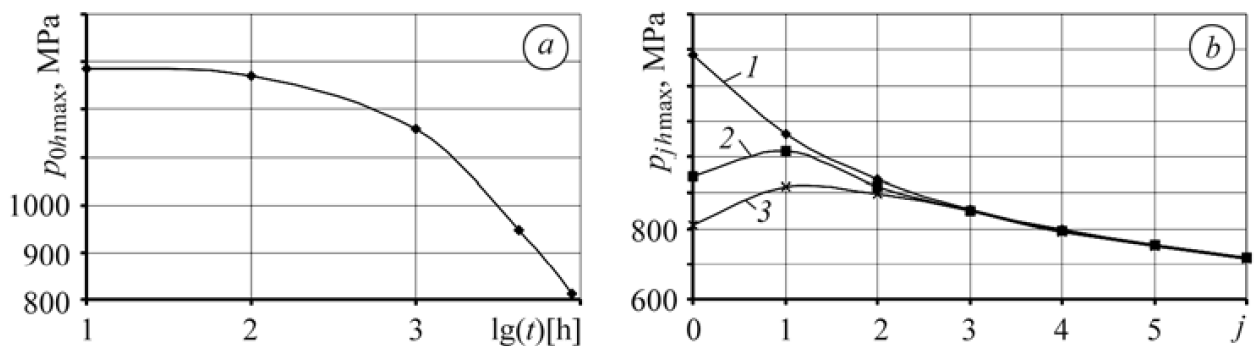 p0hmax, MPa
a
1000
900
800
1 2 3 lg(t)[h]
pjhmax, MPa
b
1
2
3
800
600
0 1 2 3 4 5 j